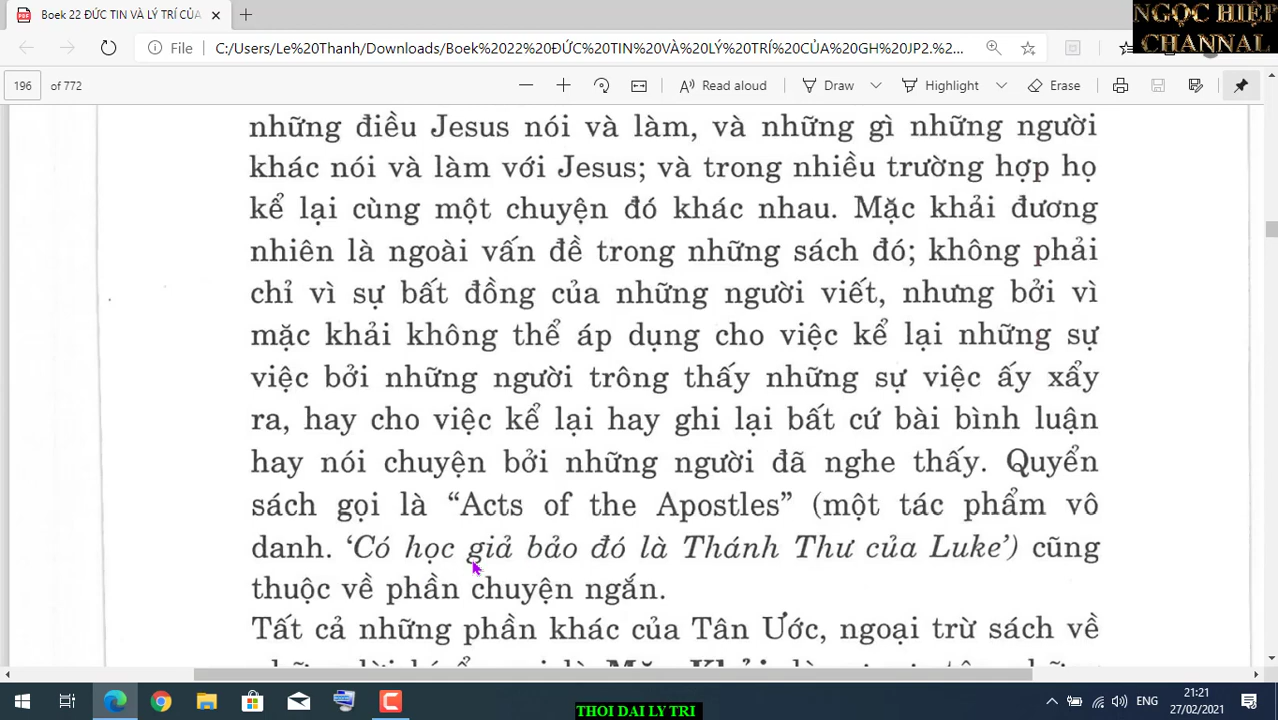 Boek 22 ĐỨC TIN VÀ LÝ TRÍ CỦA
NGỌC HIỆP
CHANNAL
File
C:/Users/Le%20Thanh/Downloads/Boek%2022%20ĐỨC%20TIN%20VÀ%20LÝ%20TRÍ%20CỦA%20GH%20JP2.%...
196 of 772
Read aloud
Draw
Highlight
Erase
những điều Jesus nói và làm, và những gì những người
khác nói và làm với Jesus; và trong nhiều trường hợp họ
kể lại cùng một chuyện đó khác nhau. Mặc khải đương
nhiên là ngoài vấn đề trong những sách đó; không phải
chỉ vì sự bất đồng của những người viết, nhưng bởi vì
mặc khải không thể áp dụng cho việc kể lại những sự
việc bởi những người trông thấy những sự việc ấy xẩy
ra, hay cho việc kể lại hay ghi lại bất cứ bài bình luận
hay nói chuyện bởi những người đã nghe thấy. Quyển
sách gọi là “Acts of the Apostles” (một tác phẩm vô
danh. ‘Có học giả bảo đó là Thánh Thư của Luke’) cũng
thuộc về phần chuyện ngắn.
Tất cả những phần khác của Tân Ước, ngoại trừ sách về
ENG
21:21
27/02/2021
THOI DAI LY TRI